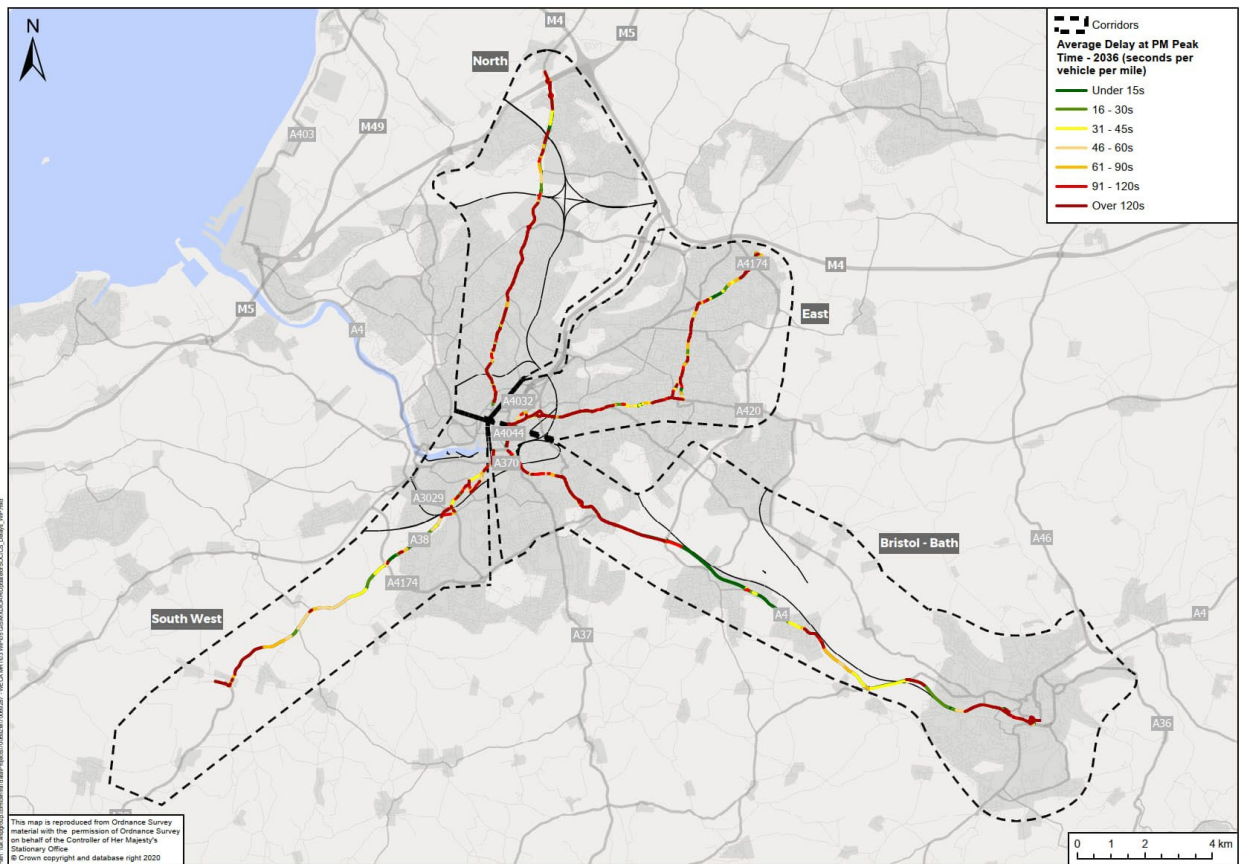 N
M4
M5
North
Corridors
Average Delay at PM Peak
Time - 2036 (seconds per
vehicle per mile)
Under 15s
16 - 30s
31 - 45s
46 - 60s
61 - 90s
91 - 120s
Over 120s
A403
M49
A4174
M4
M5
East
A4
A4032
A420
A4044
A370
A3029
A38
Bristol - Bath
A46
A4174
South West
A4
A4
A37
A36
This map is reproduced from Ordnance Survey
material with the permission of Ordnance Survey
on behalf of the Controller of Her Majesty's
Stationary Office
© Crown copyright and database right 2020
0 1 2 4 km